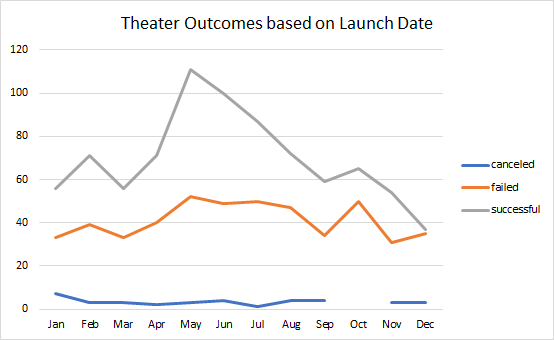 Theater Outcomes based on Launch Date
120
100
80
60
40
20
0
Jan Feb Mar Apr May Jun Jul Aug Sep Oct Nov Dec
canceled
failed
successful